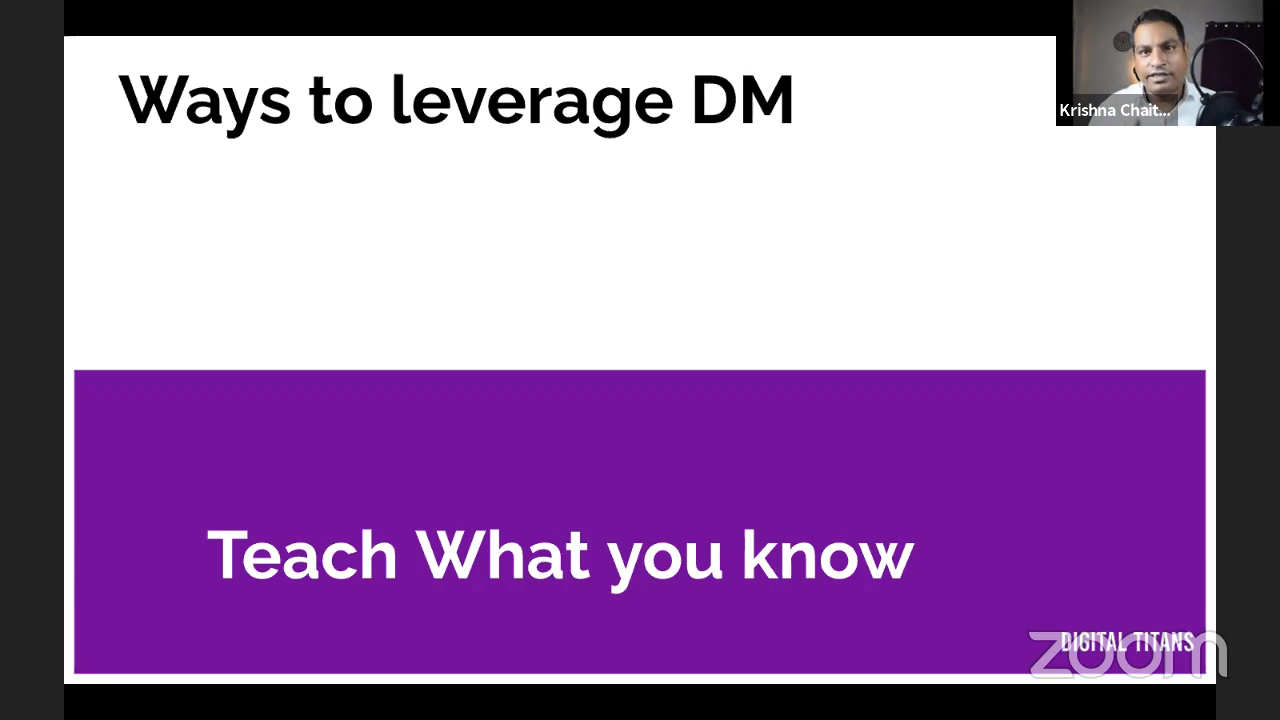 Ways to leverage DM
Krishna Chait...
Teach What you know
DIGITAL TITANS
zoom